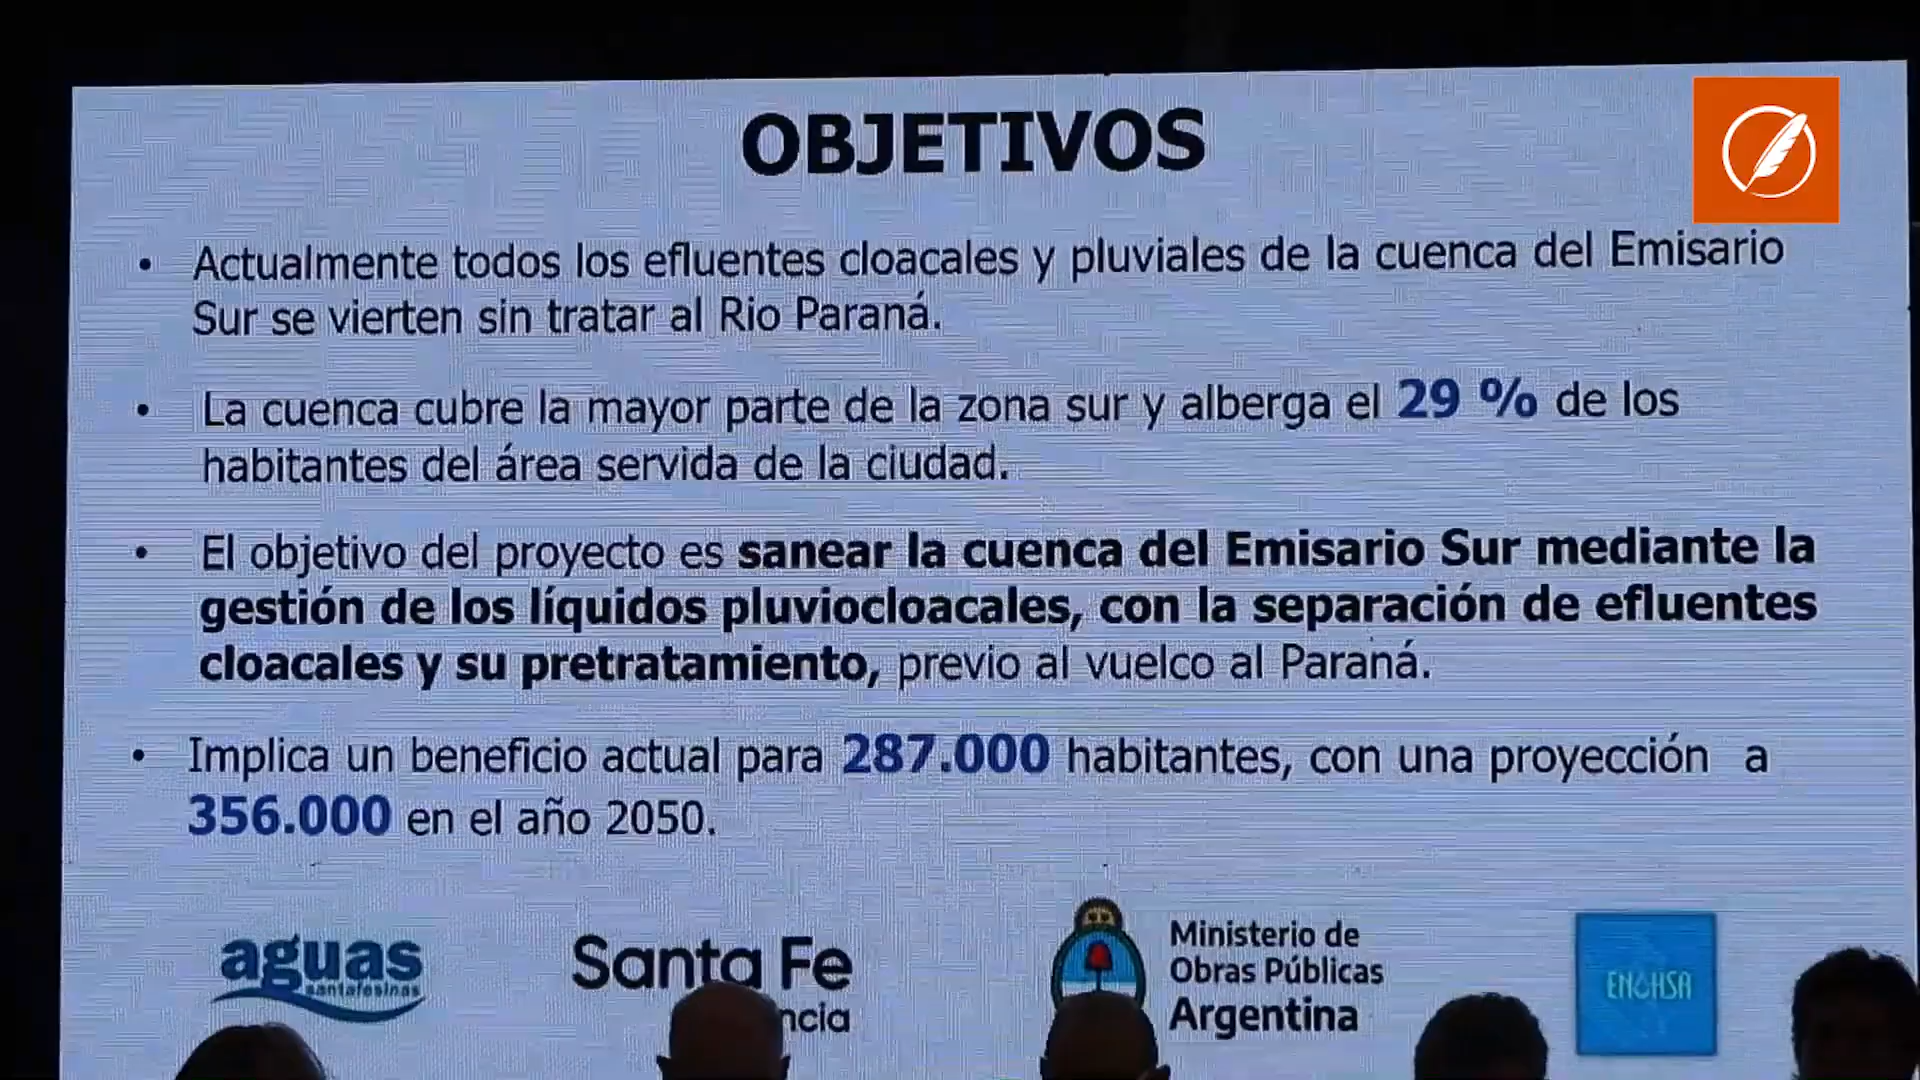 OBJETIVOS
• Actualmente todos los efluentes cloacales y pluviales de la cuenca del Emisario
Sur se vierten sin tratar al Rio Paraná.
• La cuenca cubre la mayor parte de la zona sur y alberga el 29 % de los
habitantes del área servida de la ciudad.
• El objetivo del proyecto es sanear la cuenca del Emisario Sur mediante la
gestión de los líquidos pluviocloacales, con la separación de efluentes
cloacales y su pretratamiento, previo al vuelco al Paraná.
• Implica un beneficio actual para 287.000 habitantes, con una proyección a
356.000 en el año 2050.
aguas
santafesinas
Santa Fe
ncia
Ministerio de
Obras Públicas
Argentina
ENOHSA